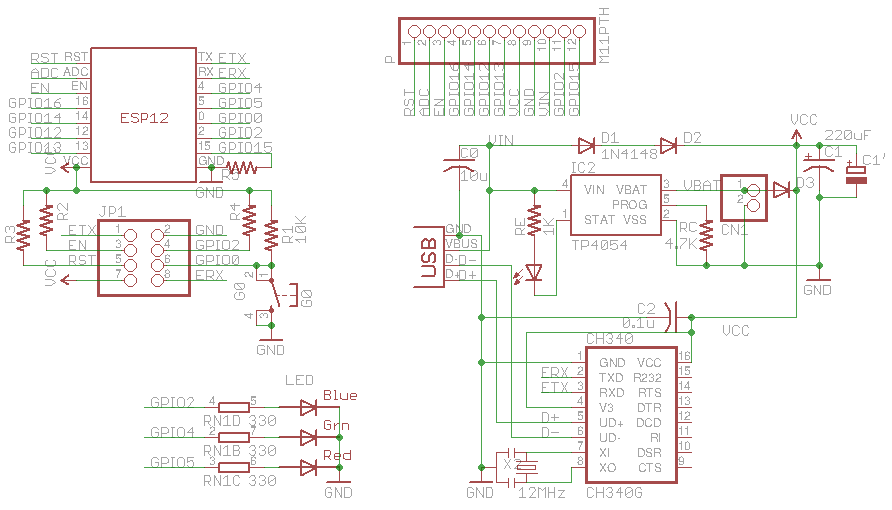 M11PTH
P
1 2 3 4 5 6 7 8 9 10 11 12
RST ADC EN GPIO16 GPIO14 GPIO12 GPIO13 VCC GND VIN GPIO2 GPIO15
RST RST TX ETX
ADC ADC RX ERX
EN EN 4 GPIO4
GPIO16 16 5 GPIO5
GPIO14 14 0 GPIO0
GPIO12 12 2 GPIO2
GPIO13 13 15 GPIO15
ESP12
VCC VCC GND
GND
R3 R2 R4 R1 10K
JP1
ETX 1 2 GND
EN 3 4 GPIO2
RST 5 6 GPIO0
VCC 7 8 ERX
G0 2 1 G0
4 3
GND
VIN D1 D2 VCC
1N4148
C0
10u
220uF
C1
C1'
IC2
4 VIN VBAT 3 VBAT
PROG 5
1 STAT VSS 2
TP4054
RE 1K
RC
4.7K
1
2
CN1
D3
GND
USB
GND
VBUS
D- D-
D+ D+
C2
0.1u
VCC
CH340
1 GND VCC 16
ERX 2 TXD R232 15
ETX 3 RXD RTS 14
4 V3 DTR 13
D+ 5 UD+ DCD 12
D- 6 UD- RI 11
7 XI DSR 10
8 XO CTS 9
CH340G
12MHz
GND
LED
GPIO2 4 5 Blue
RN1D 330
GPIO4 2 7 Grn
RN1B 330
GPIO5 3 6 Red
RN1C 330
GND